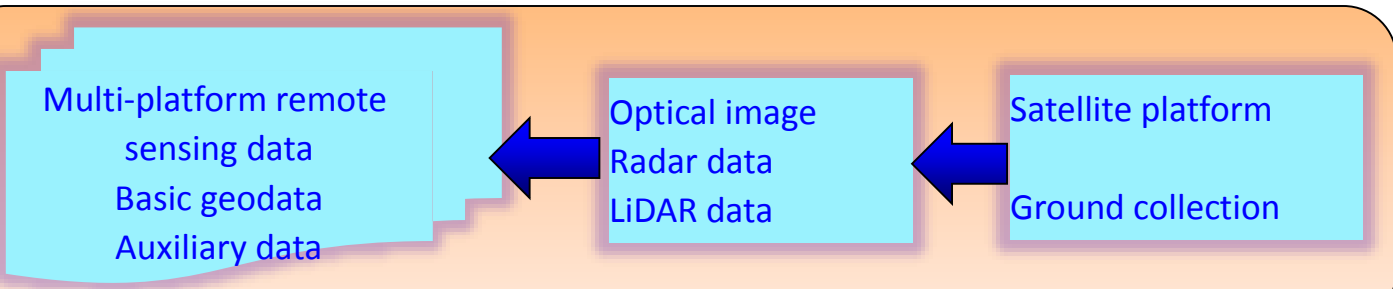 Multi-platform remote
sensing data
Basic geodata
Auxiliary data
Optical image
Radar data
LiDAR data
Satellite platform
Ground collection